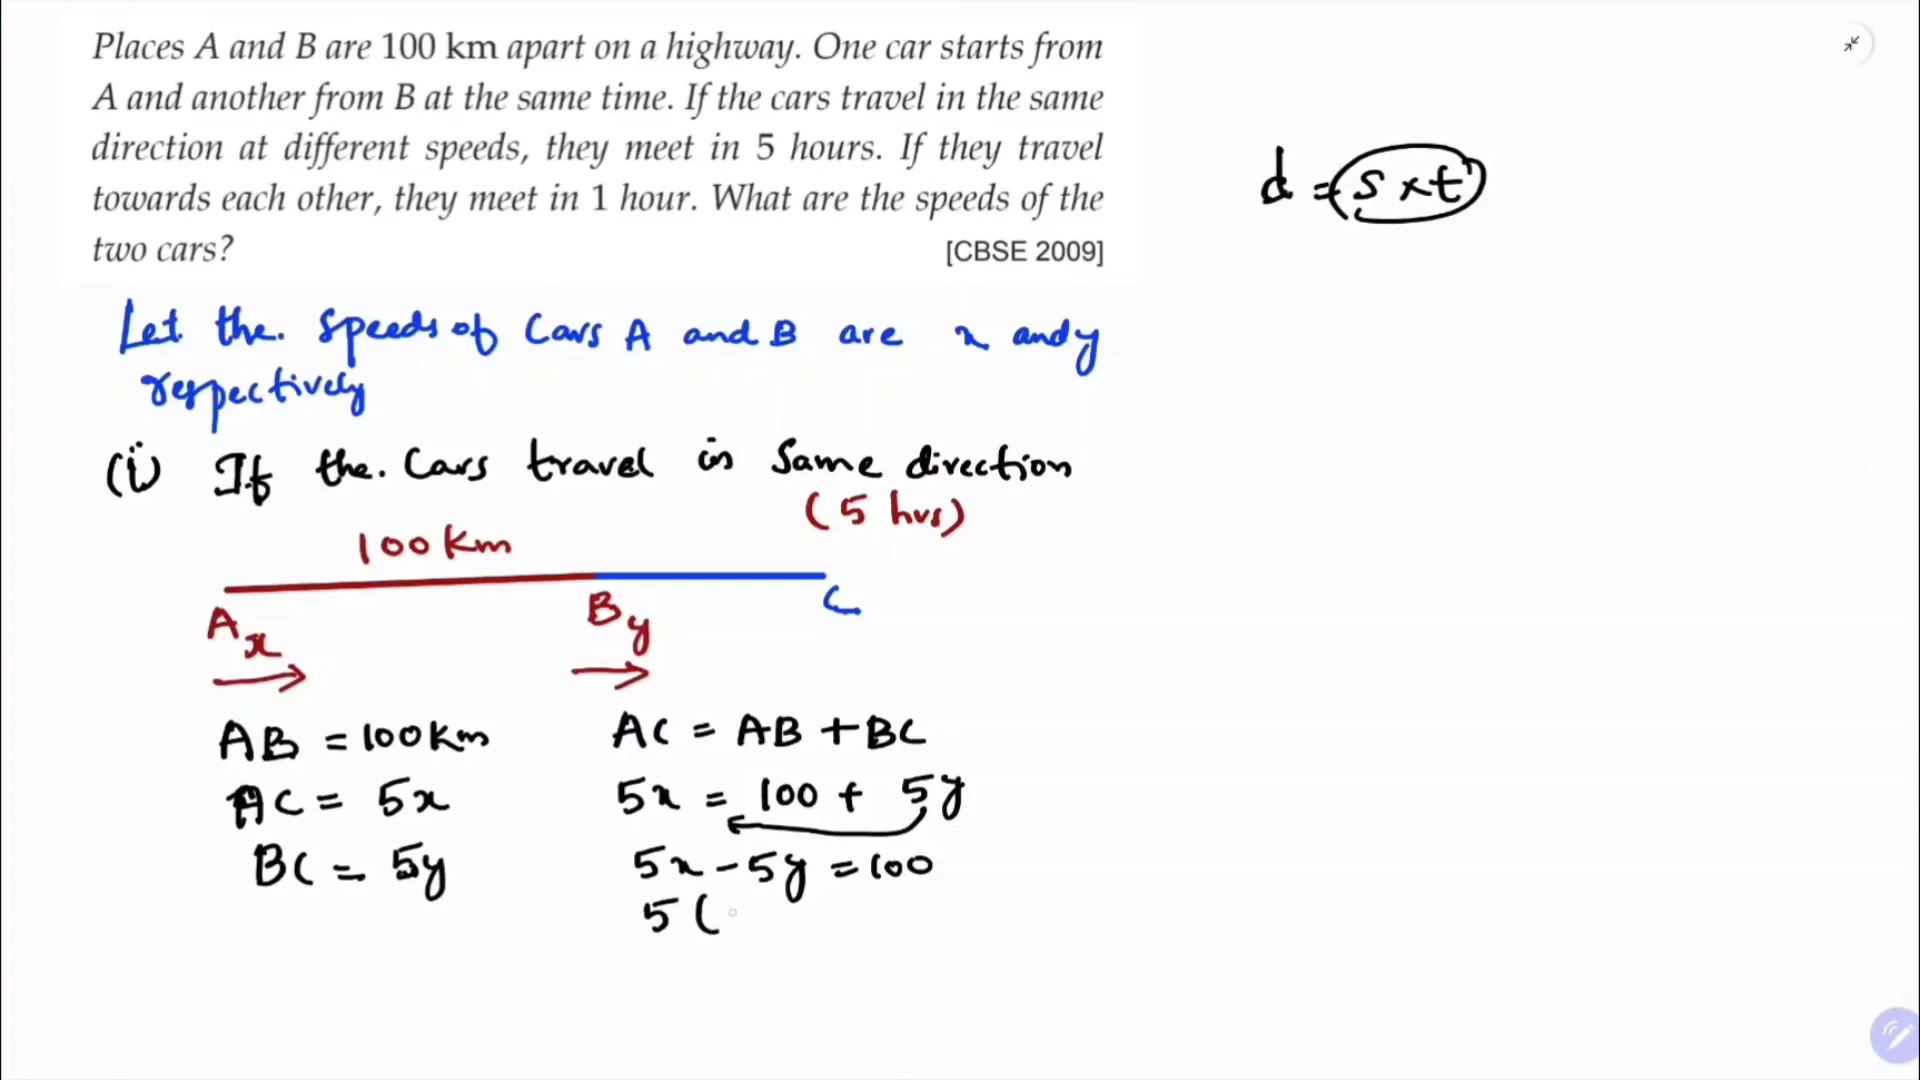 Places A and B are 100 km apart on a highway. One car starts from
A and another from B at the same time. If the cars travel in the same
direction at different speeds, they meet in 5 hours. If they travel
towards each other, they meet in 1 hour. What are the speeds of the
two cars? [CBSE 2009]
d = s × t
Let the speeds of Cars A and B are x and y
respectively
(i) If the Cars travel in Same direction
(5 hrs)
100 Km
A x B y C
AB = 100 Km AC = AB + BC
AC = 5x 5x = 100 + 5y
BC = 5y 5x - 5y = 100
5 (